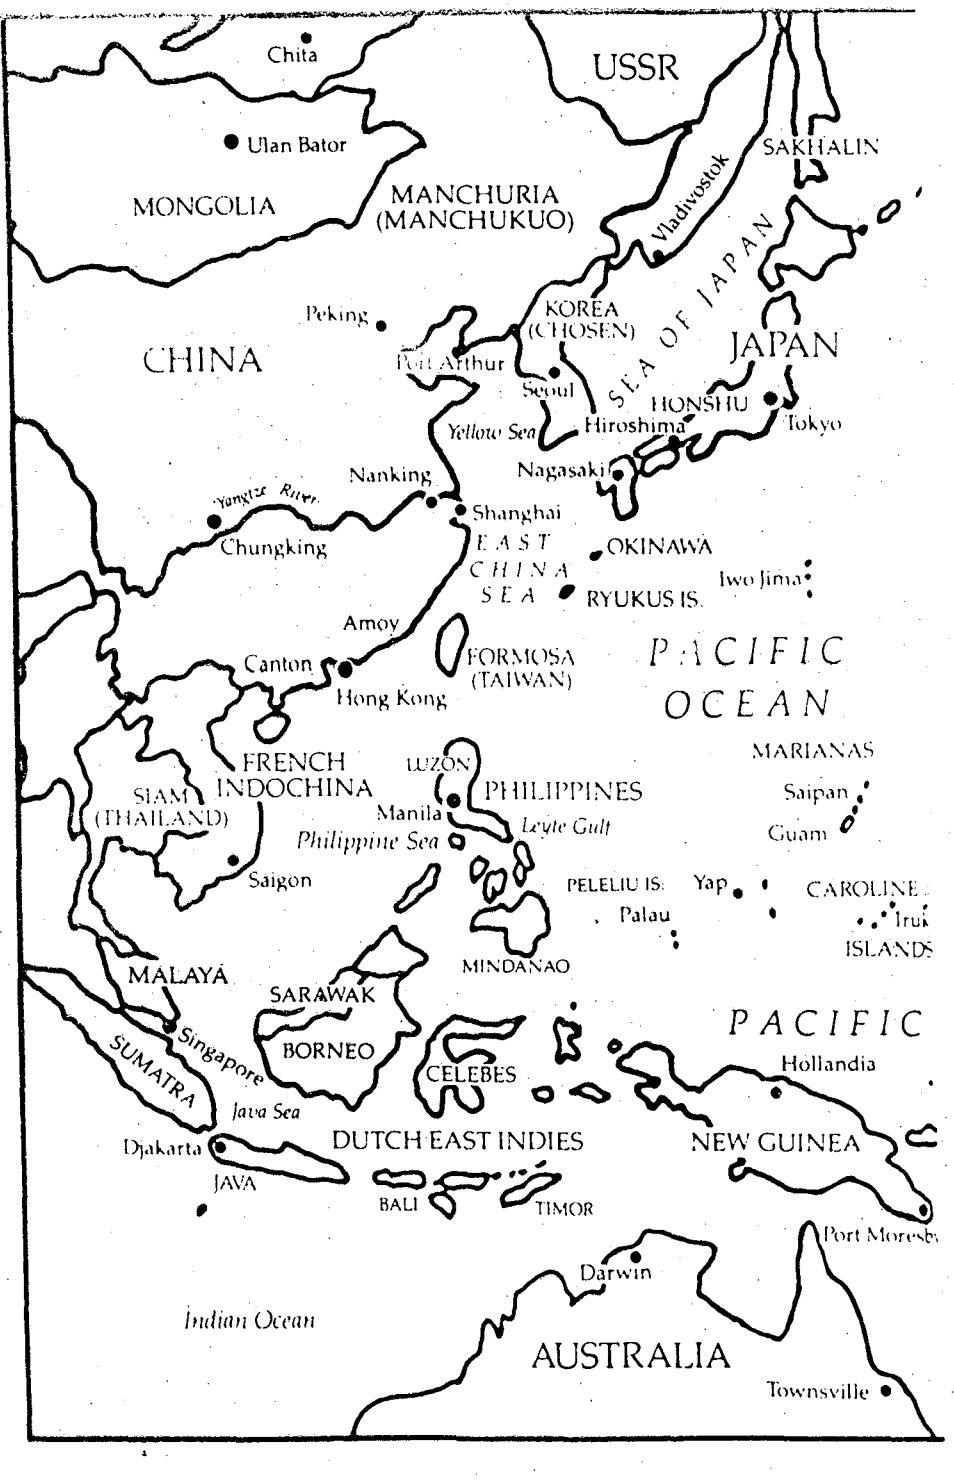 Chita
USSR
Ulan Bator
SAKHALIN
MONGOLIA
MANCHURIA
(MANCHUKUO)
Vladivostok
SEA OF JAPAN
Peking
KOREA
(CHOSEN)
CHINA
Port Arthur
JAPAN
Seoul
HONSHU
Hiroshima
Tokyo
Yellow Sea
Nanking
Nagasaki
Yangtze River
Shanghai
Chungking
EAST
CHINA
SEA
OKINAWA
Iwo Jima
RYUKUS IS.
Amoy
Canton
FORMOSA
(TAIWAN)
Hong Kong
PACIFIC
OCEAN
MARIANAS
FRENCH
INDOCHINA
LUZON
PHILIPPINES
Saipan
SIAM
(THAILAND)
Manila
Leyte Gulf
Guam
Philippine Sea
Saigon
PELELIU IS.
Yap
CAROLINE
Palau
Truk
ISLANDS
MALAYA
MINDANAO
SARAWAK
PACIFIC
Singapore
BORNEO
SUMATRA
CELEBES
Hollandia
Java Sea
Djakarta
DUTCH EAST INDIES
NEW GUINEA
JAVA
BALI
TIMOR
Port Moresby
Darwin
Indian Ocean
AUSTRALIA
Townsville